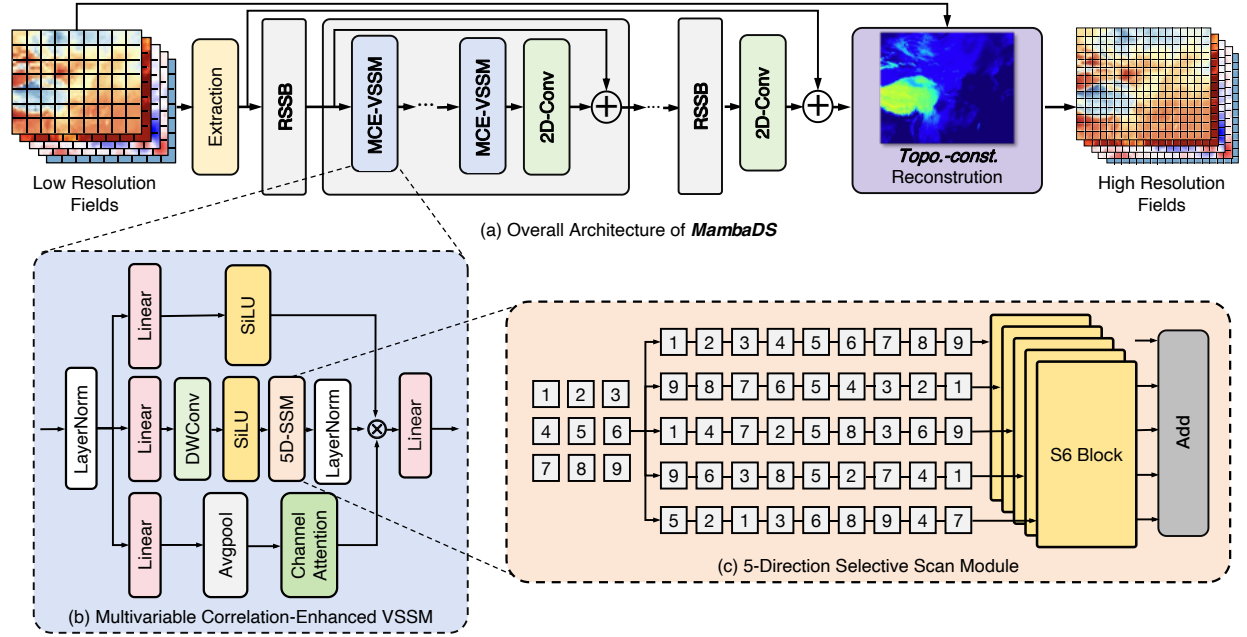 Low Resolution
Fields
Extraction
RSSB
MCE-VSSM
...
MCE-VSSM
2D-Conv
...
RSSB
2D-Conv
Topo.-const.
Reconstrution
High Resolution
Fields
(a) Overall Architecture of MambaDS
LayerNorm
Linear
SiLU
Linear
DWConv
SiLU
5D-SSM
LayerNorm
Linear
Linear
Avgpool
Channel
Attention
(b) Multivariable Correlation-Enhanced VSSM
1 2 3
4 5 6
7 8 9
1 2 3 4 5 6 7 8 9
9 8 7 6 5 4 3 2 1
1 4 7 2 5 8 3 6 9
9 6 3 8 5 2 7 4 1
5 2 1 3 6 8 9 4 7
S6 Block
Add
(c) 5-Direction Selective Scan Module